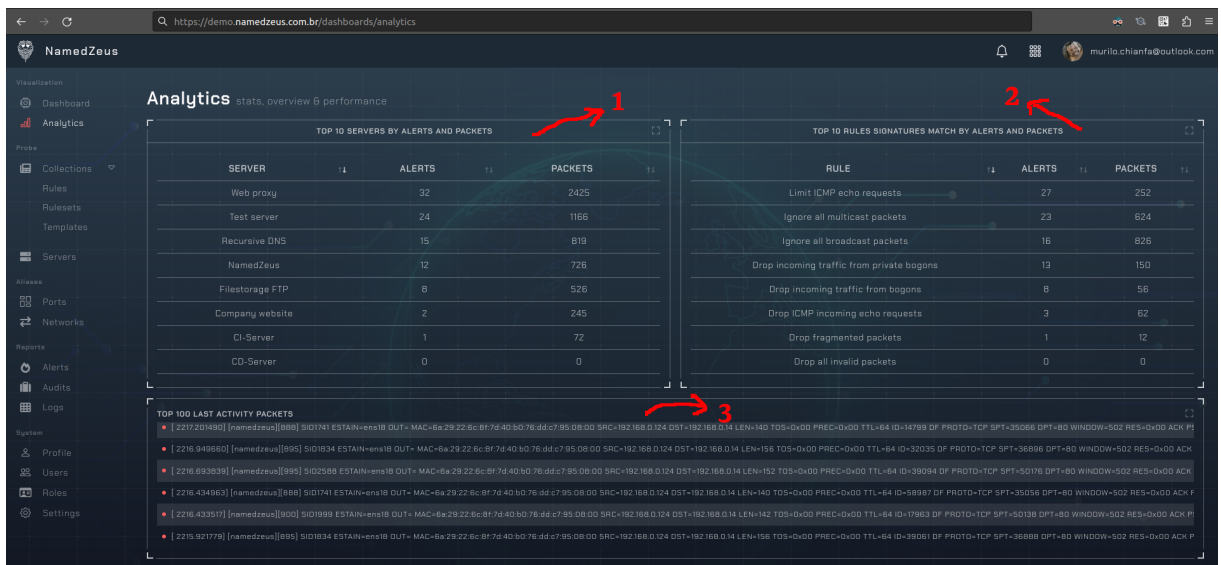 https://demo.namedzeus.com.br/dashboards/analytics
NamedZeus
murilo.chianfa@outlook.com
Visualization
Dashboard
Analytics
Probe
Collections
Rules
Rulesets
Templates
Servers
Aliases
Ports
Networks
Reports
Alerts
Audits
Logs
System
Profile
Users
Roles
Settings
Analytics stats, overview & performance
1
2
TOP 10 SERVERS BY ALERTS AND PACKETS
SERVER ALERTS PACKETS
Web proxy 32 2425
Test server 24 1166
Recursive DNS 15 819
NamedZeus 12 726
Filestorage FTP 8 526
Company website 2 245
CI-Server 1 72
CD-Server 0 0
TOP 10 RULES SIGNATURES MATCH BY ALERTS AND PACKETS
RULE ALERTS PACKETS
Limit ICMP echo requests 27 252
Ignore all multicast packets 23 624
Ignore all broadcast packets 16 826
Drop incoming traffic from private bogons 13 150
Drop incoming traffic from bogons 8 56
Drop ICMP incoming echo requests 3 62
Drop fragmented packets 1 12
Drop all invalid packets 0 0
TOP 100 LAST ACTIVITY PACKETS
3
[ 2217.201490] [namedzeus][888] SID1741 ESTAIN=ens18 OUT= MAC=6a:29:22:6c:8f:7d:40:b0:76:dd:c7:95:08:00 SRC=192.168.0.124 DST=192.168.0.14 LEN=140 TOS=0x00 PREC=0x00 TTL=64 ID=14799 DF PROTO=TCP SPT=35066 DPT=80 WINDOW=502 RES=0x00 ACK PS
[ 2216.949660] [namedzeus][895] SID1834 ESTAIN=ens18 OUT= MAC=6a:29:22:6c:8f:7d:40:b0:76:dd:c7:95:08:00 SRC=192.168.0.124 DST=192.168.0.14 LEN=156 TOS=0x00 PREC=0x00 TTL=64 ID=32035 DF PROTO=TCP SPT=36896 DPT=80 WINDOW=502 RES=0x00 ACK
[ 2216.693839] [namedzeus][895] SID2588 ESTAIN=ens18 OUT= MAC=6a:29:22:6c:8f:7d:40:b0:76:dd:c7:95:08:00 SRC=192.168.0.124 DST=192.168.0.14 LEN=152 TOS=0x00 PREC=0x00 TTL=64 ID=39094 DF PROTO=TCP SPT=50176 DPT=80 WINDOW=502 RES=0x00 ACK
[ 2216.434963] [namedzeus][888] SID1741 ESTAIN=ens18 OUT= MAC=6a:29:22:6c:8f:7d:40:b0:76:dd:c7:95:08:00 SRC=192.168.0.124 DST=192.168.0.14 LEN=140 TOS=0x00 PREC=0x00 TTL=64 ID=58987 DF PROTO=TCP SPT=35056 DPT=80 WINDOW=502 RES=0x00 ACK P
[ 2216.433517] [namedzeus][900] SID1999 ESTAIN=ens18 OUT= MAC=6a:29:22:6c:8f:7d:40:b0:76:dd:c7:95:08:00 SRC=192.168.0.124 DST=192.168.0.14 LEN=142 TOS=0x00 PREC=0x00 TTL=64 ID=17963 DF PROTO=TCP SPT=50138 DPT=80 WINDOW=502 RES=0x00 ACK PS
[ 2215.921779] [namedzeus][895] SID1834 ESTAIN=ens18 OUT= MAC=6a:29:22:6c:8f:7d:40:b0:76:dd:c7:95:08:00 SRC=192.168.0.124 DST=192.168.0.14 LEN=156 TOS=0x00 PREC=0x00 TTL=64 ID=39061 DF PROTO=TCP SPT=36888 DPT=80 WINDOW=502 RES=0x00 ACK P